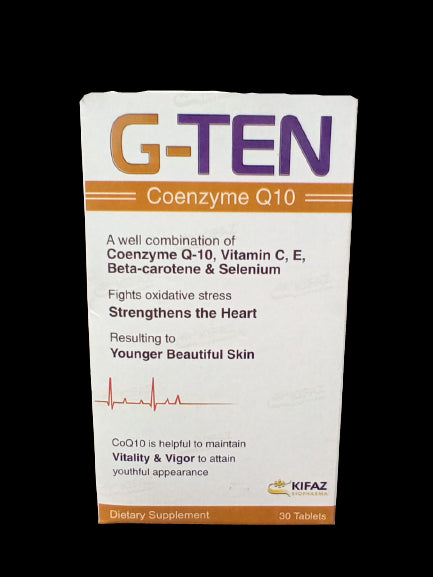 G-TEN
Coenzyme Q10
A well combination of
Coenzyme Q-10, Vitamin C, E,
Beta-carotene & Selenium
Fights oxidative stress
Strengthens the Heart
Resulting to
Younger Beautiful Skin
CoQ10 is helpful to maintain
Vitality & Vigor to attain
youthful appearance
KIFAZ
BIOPHARMA
Dietary Supplement 30 Tablets